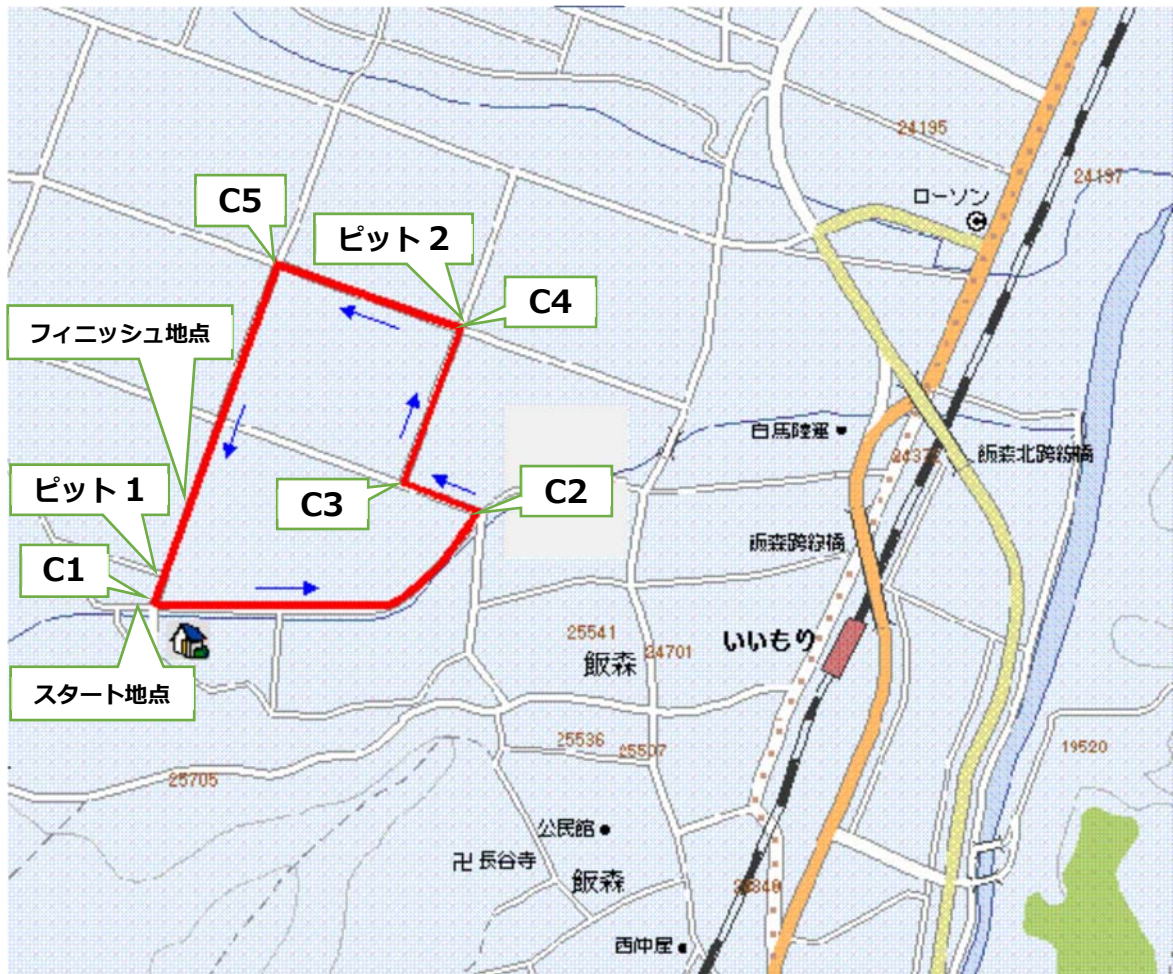 24195
24197
ローソン
C5
ピット2
C4
フィニッシュ地点
白馬陸運
飯森北跨線橋
ピット1
C3
C2
飯森跨線橋
C1
スタート地点
25541
飯森
24701
いいもり
25536
25507
19520
25705
公民館
卍長谷寺
飯森
西仲屋